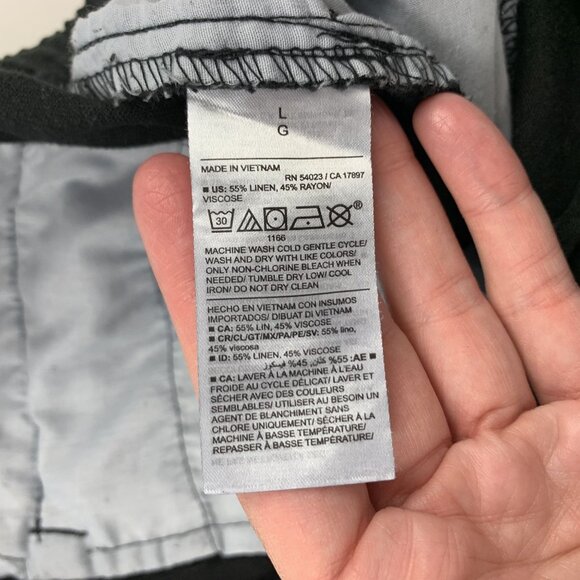 L
G
MADE IN VIETNAM
RN 54023 / CA 17897
■ US: 55% LINEN, 45% RAYON/
VISCOSE
30
®
1166
MACHINE WASH COLD GENTLE CYCLE/
WASH AND DRY WITH LIKE COLORS/
ONLY NON-CHLORINE BLEACH WHEN
NEEDED/ TUMBLE DRY LOW/ COOL
IRON/ DO NOT DRY CLEAN
HECHO EN VIETNAM CON INSUMOS
IMPORTADOS/ DIBUAT DI VIETNAM
■ CA: 55% LIN, 45% VISCOSE
■ CR/CL/GT/MX/PA/PE/SV: 55% lino,
45% viscosa
■ ID: 55% LINEN, 45% VISCOSE
■ AE: 55% كتان, 45% فيسكوز
■ CA: LAVER À LA MACHINE À L'EAU
FROIDE AU CYCLE DÉLICAT/ LAVER ET
SÉCHER AVEC DES COULEURS
SEMBLABLES/ UTILISER AU BESOIN UN
AGENT DE BLANCHIMENT SANS
CHLORE UNIQUEMENT/ SÉCHER À LA
MACHINE À BASSE TEMPÉRATURE/
REPASSER À BASSE TEMPÉRATURE/